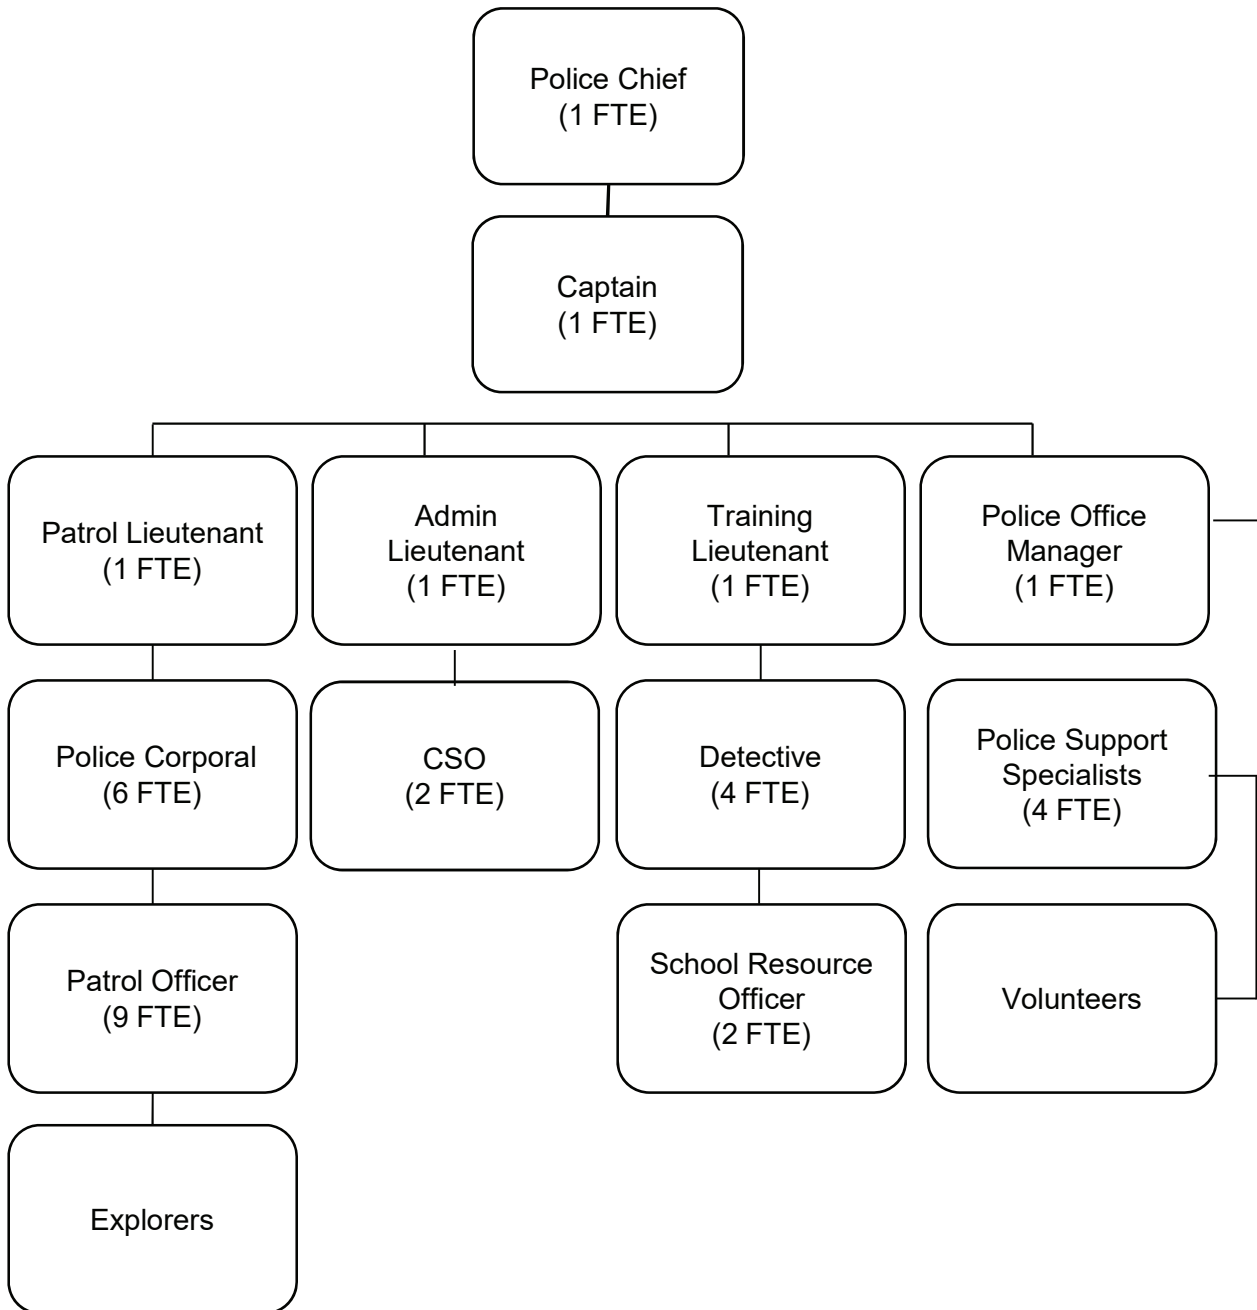 Police Chief
(1 FTE)
Captain
(1 FTE)
Patrol Lieutenant
(1 FTE)
Admin
Lieutenant
(1 FTE)
Training
Lieutenant
(1 FTE)
Police Office
Manager
(1 FTE)
Police Corporal
(6 FTE)
CSO
(2 FTE)
Detective
(4 FTE)
Police Support
Specialists
(4 FTE)
Patrol Officer
(9 FTE)
School Resource
Officer
(2 FTE)
Volunteers
Explorers